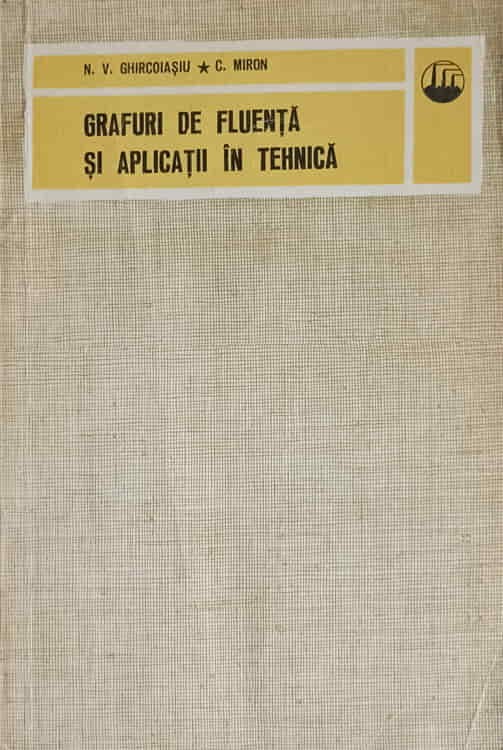 N. V. GHIRCOIAȘIU ★ C. MIRON
GRAFURI DE FLUENȚĂ
ȘI APLICAȚII ÎN TEHNICĂ